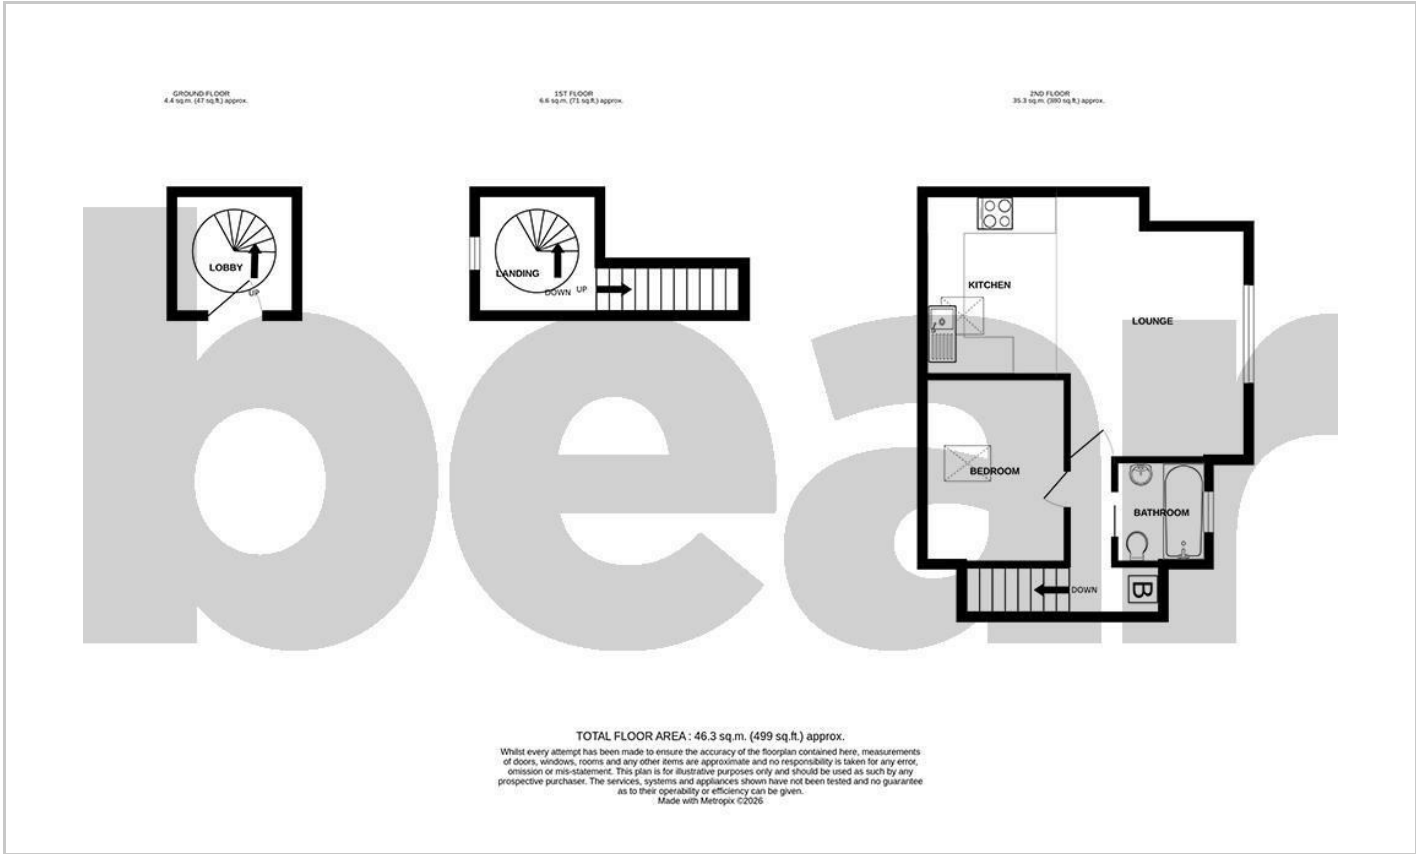 GROUND FLOOR
4.4 sq.m. (47 sq.ft.) approx.
1ST FLOOR
6.6 sq.m. (71 sq.ft.) approx.
2ND FLOOR
35.3 sq.m. (380 sq.ft.) approx.
LOBBY
UP
LANDING
DOWN
UP
KITCHEN
LOUNGE
BEDROOM
BATHROOM
DOWN
B
bear
TOTAL FLOOR AREA : 46.3 sq.m. (499 sq.ft.) approx.
Whilst every attempt has been made to ensure the accuracy of the floorplan contained here, measurements
of doors, windows, rooms and any other items are approximate and no responsibility is taken for any error,
omission or mis-statement. This plan is for illustrative purposes only and should be used as such by any
prospective purchaser. The services, systems and appliances shown have not been tested and no guarantee
as to their operability or efficiency can be given.
Made with Metropix ©2026